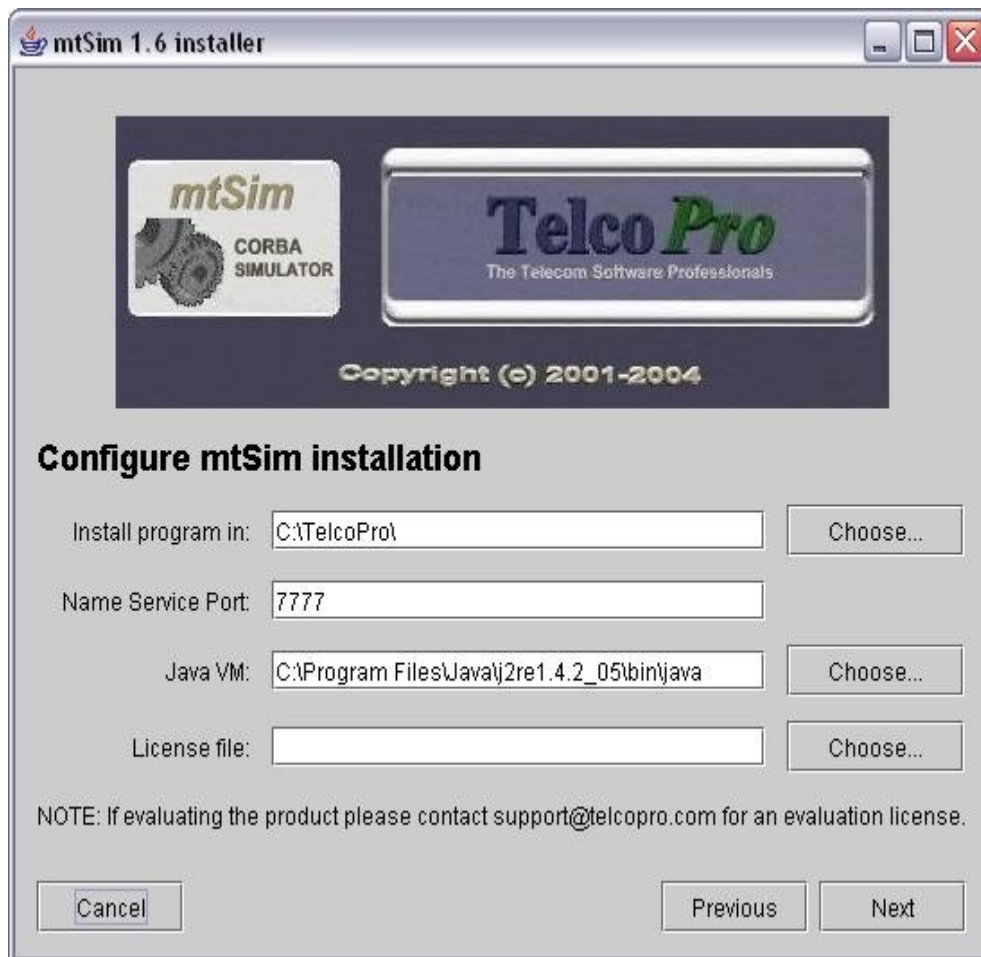 mtSim 1.6 installer
mtSim
CORBA
SIMULATOR
TelcoPro
The Telecom Software Professionals
Copyright (c) 2001-2004
Configure mtSim installation
Install program in: C:\TelcoPro\ Choose...
Name Service Port: 7777
Java VM: C:\Program Files\Java\j2re1.4.2_05\bin\java Choose...
License file: Choose...
NOTE: If evaluating the product please contact support@telcopro.com for an evaluation license.
Cancel Previous Next